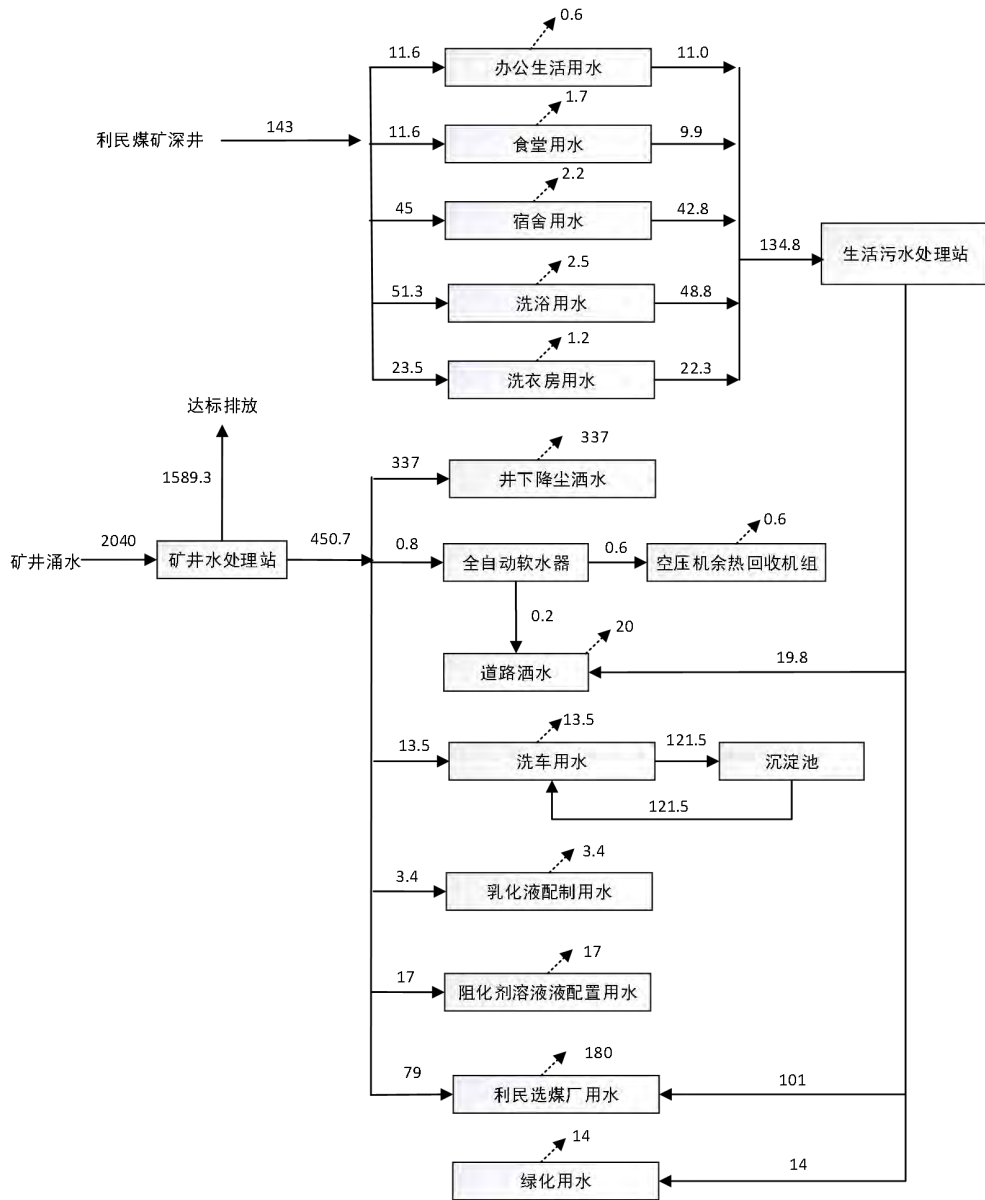 0.6
11.6
办公生活用水
11.0
1.7
利民煤矿深井
143
11.6
食堂用水
9.9
2.2
45
宿舍用水
42.8
134.8
生活污水处理站
2.5
51.3
洗浴用水
48.8
1.2
23.5
洗衣房用水
22.3
达标排放
337
1589.3
337
井下降尘洒水
矿井涌水
2040
矿井水处理站
450.7
0.8
全自动软水器
0.6
0.6
空压机余热回收机组
0.2
20
道路洒水
19.8
13.5
13.5
洗车用水
121.5
沉淀池
121.5
3.4
3.4
乳化液配制用水
17
17
阻化剂溶液液配置用水
180
79
利民选煤厂用水
101
14
绿化用水
14